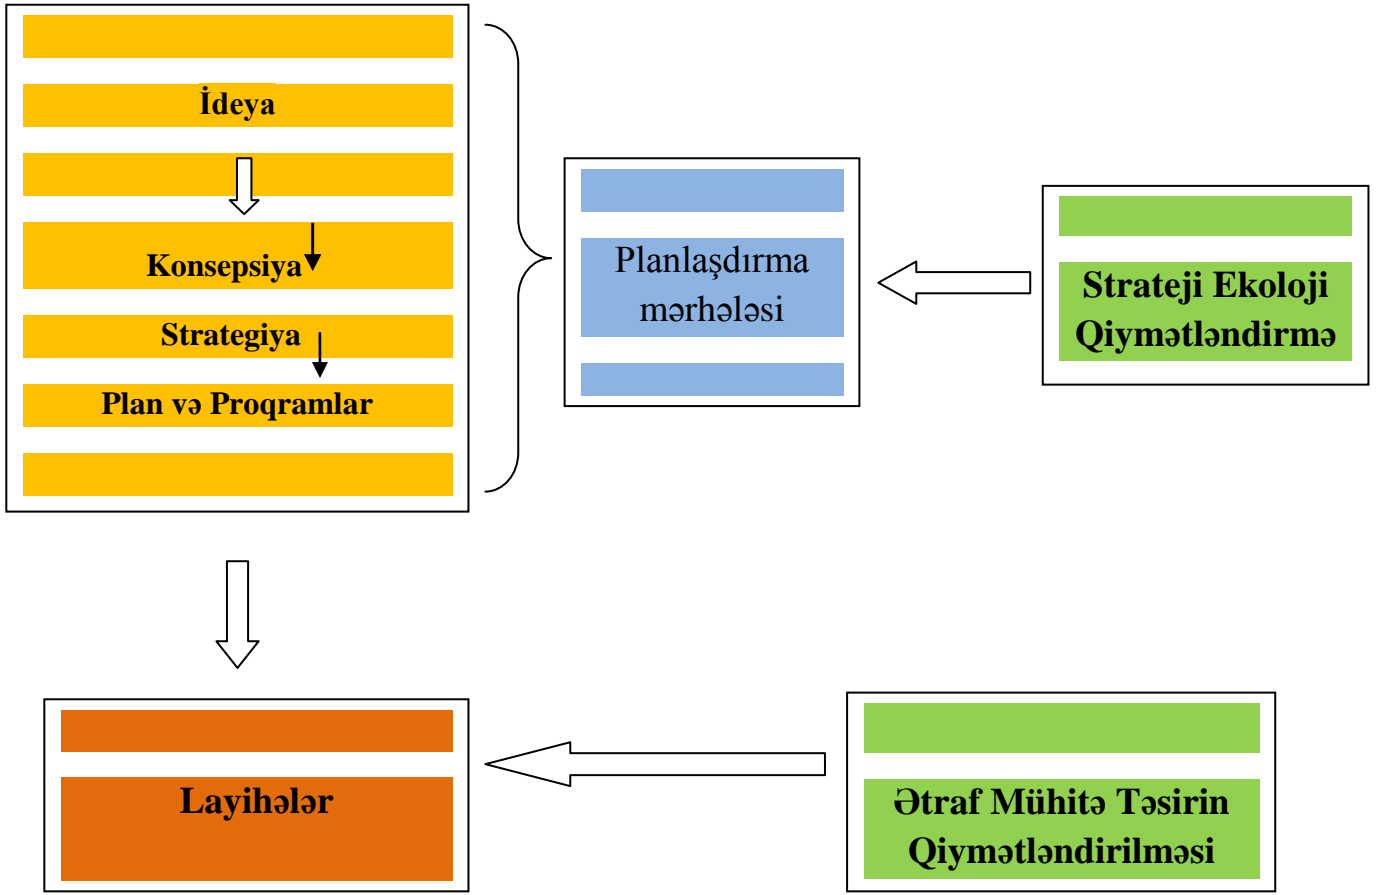 İdeya
Konsepsiya
Strategiya
Plan və Proqramlar
Planlaşdırma
mərhələsi
Strateji Ekoloji
Qiymətləndirmə
Layihələr
Ətraf Mühitə Təsirin
Qiymətləndirilməsi